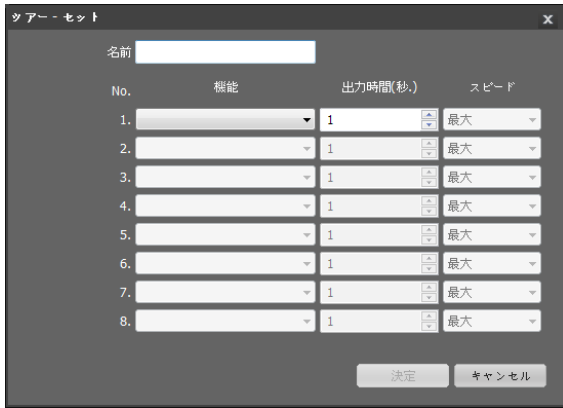 ツアー - セット x
名前
No. 機能 出力時間(秒.) スピード
1. 1 最大
2. 1 最大
3. 1 最大
4. 1 最大
5. 1 最大
6. 1 最大
7. 1 最大
8. 1 最大
決定 キャンセル